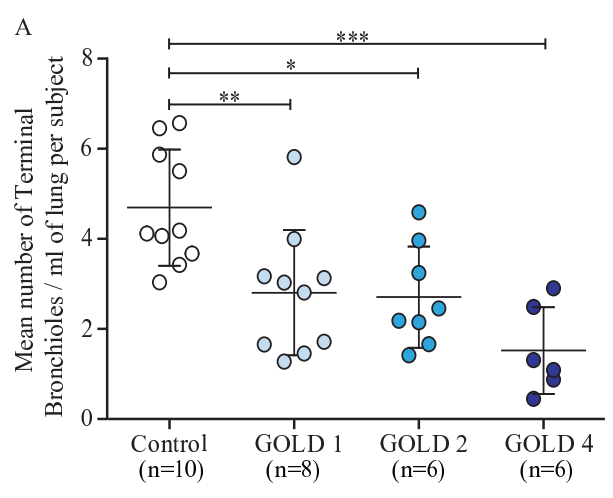 A
***
*
**
Mean number of Terminal
Bronchioles / ml of lung per subject
8
6
4
2
0
Control
(n=10)
GOLD 1
(n=8)
GOLD 2
(n=6)
GOLD 4
(n=6)